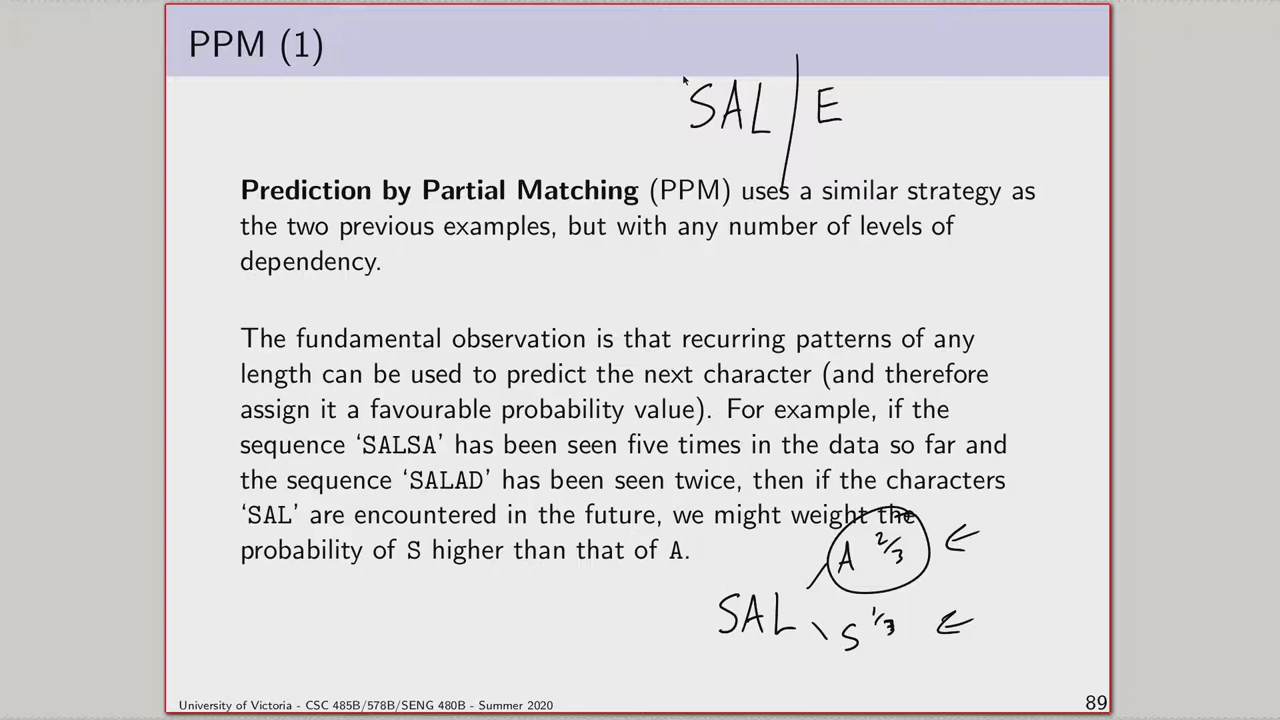 PPM (1)
SAL | E
Prediction by Partial Matching (PPM) uses a similar strategy as
the two previous examples, but with any number of levels of
dependency.
The fundamental observation is that recurring patterns of any
length can be used to predict the next character (and therefore
assign it a favourable probability value). For example, if the
sequence ‘SALSA’ has been seen five times in the data so far and
the sequence ‘SALAD’ has been seen twice, then if the characters
‘SAL’ are encountered in the future, we might weight the
probability of S higher than that of A.
A 2/3
SAL
S 1/3
University of Victoria - CSC 485B/578B/SENG 480B - Summer 2020
89